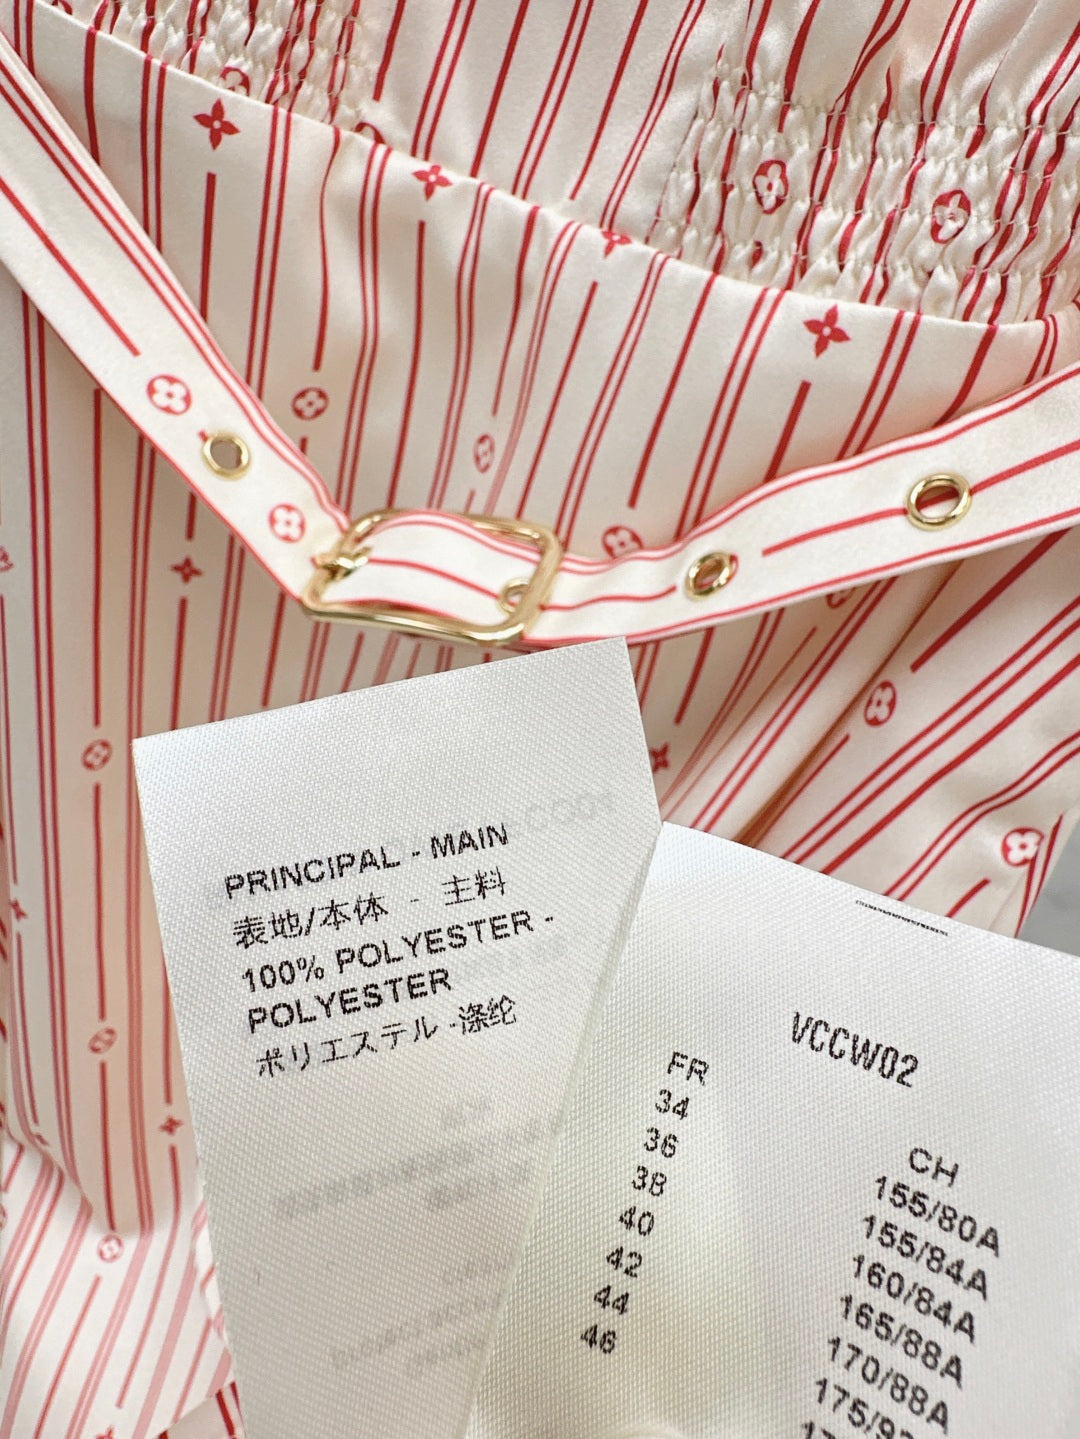 PRINCIPAL - MAIN
表地/本体 - 主料
100% POLYESTER -
POLYESTER
ポリエステル -涤纶
VCCW02
FR
34
36
38
40
42
44
46
CH
155/80A
155/84A
160/84A
165/88A
170/88A